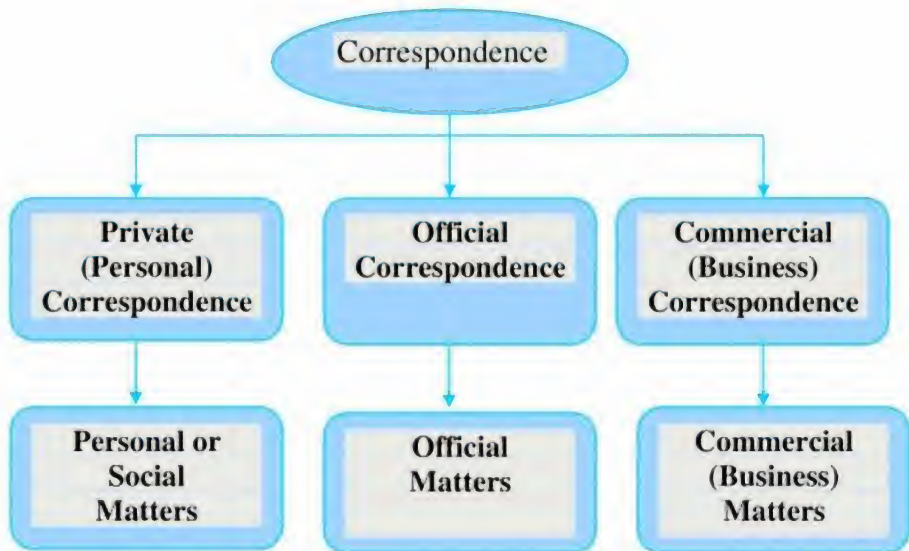 Correspondence
Private
(Personal)
Correspondence
Official
Correspondence
Commercial
(Business)
Correspondence
Personal or
Social
Matters
Official
Matters
Commercial
(Business)
Matters